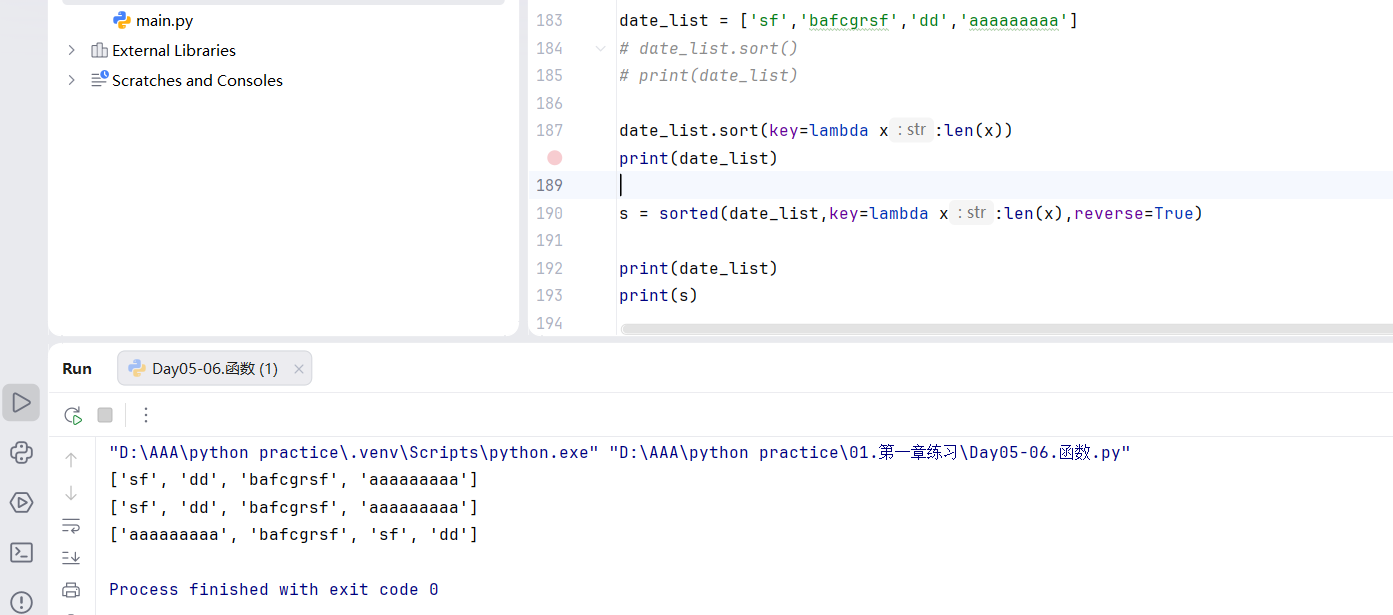 main.py
External Libraries
Scratches and Consoles
183 date_list = ['sf','bafcgrsf','dd','aaaaaaaaa']
184 # date_list.sort()
185 # print(date_list)
186
187 date_list.sort(key=lambda x : str :len(x))
print(date_list)
189
190 s = sorted(date_list,key=lambda x : str :len(x),reverse=True)
191
192 print(date_list)
193 print(s)
194
Run Day05-06.函数 (1)
"D:\AAA\python practice\.venv\Scripts\python.exe" "D:\AAA\python practice\01.第一章练习\Day05-06.函数.py"
['sf', 'dd', 'bafcgrsf', 'aaaaaaaaa']
['sf', 'dd', 'bafcgrsf', 'aaaaaaaaa']
['aaaaaaaaa', 'bafcgrsf', 'sf', 'dd']
Process finished with exit code 0